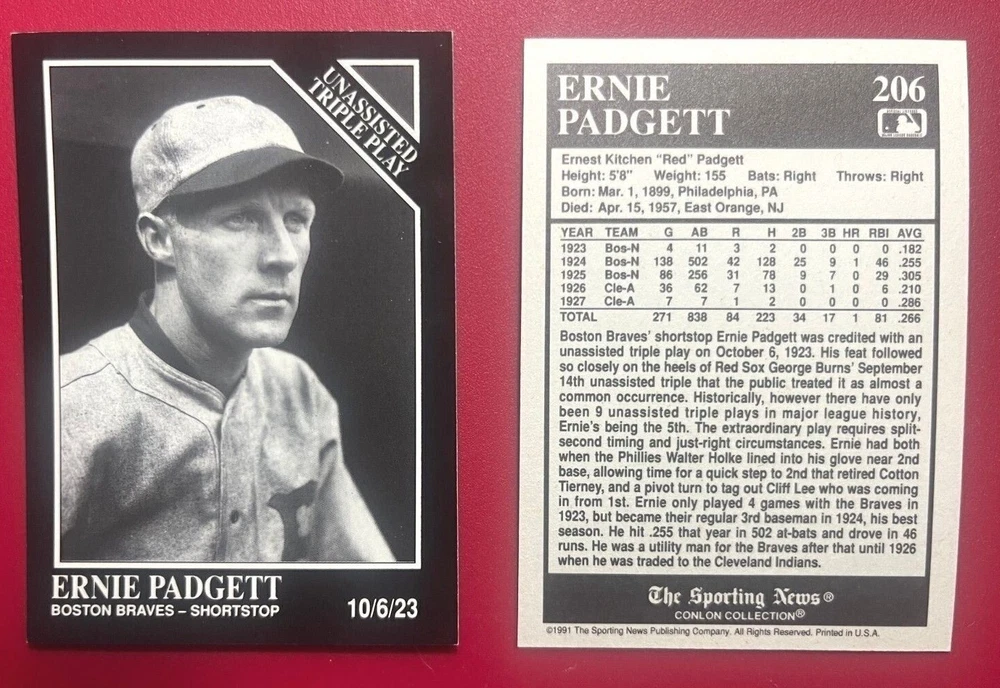 UNASSISTED
TRIPLE PLAY
ERNIE PADGETT
BOSTON BRAVES – SHORTSTOP
10/6/23
ERNIE
PADGETT
206
Ernest Kitchen "Red" Padgett
Height: 5'8" Weight: 155 Bats: Right Throws: Right
Born: Mar. 1, 1899, Philadelphia, PA
Died: Apr. 15, 1957, East Orange, NJ
YEAR TEAM G AB R H 2B 3B HR RBI AVG
1923 Bos-N 4 11 3 2 0 0 0 0 .182
1924 Bos-N 138 502 42 128 25 9 1 46 .255
1925 Bos-N 86 256 31 78 9 7 0 29 .305
1926 Cle-A 36 62 7 13 0 1 0 6 .210
1927 Cle-A 7 7 1 2 0 0 0 0 .286
TOTAL 271 838 84 223 34 17 1 81 .266
Boston Braves' shortstop Ernie Padgett was credited with an
unassisted triple play on October 6, 1923. His feat followed
so closely on the heels of Red Sox George Burns' September
14th unassisted triple that the public treated it as almost a
common occurrence. Historically, however there have only
been 9 unassisted triple plays in major league history,
Ernie's being the 5th. The extraordinary play requires split-
second timing and just-right circumstances. Ernie had both
when the Phillies Walter Holke lined into his glove near 2nd
base, allowing time for a quick step to 2nd that retired Cotton
Tierney, and a pivot turn to tag out Cliff Lee who was coming
in from 1st. Ernie only played 4 games with the Braves in
1923, but became their regular 3rd baseman in 1924, his best
season. He hit .255 that year in 502 at-bats and drove in 46
runs. He was a utility man for the Braves after that until 1926
when he was traded to the Cleveland Indians.
The Sporting News®
CONLON COLLECTION®
©1991 The Sporting News Publishing Company. All Rights Reserved. Printed in U.S.A.